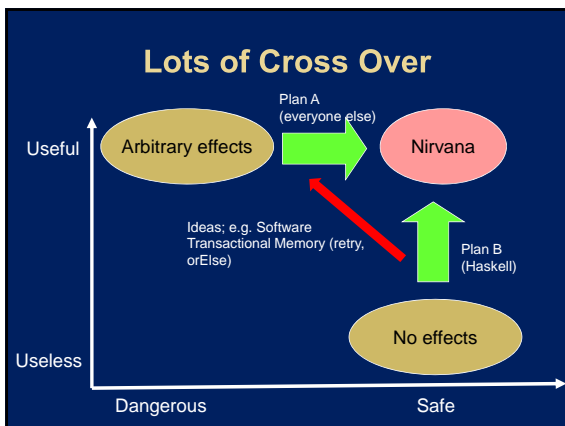 Lots of Cross Over
Plan A
(everyone else)
Useful
Arbitrary effects
Nirvana
Ideas; e.g. Software
Transactional Memory (retry,
orElse)
Plan B
(Haskell)
No effects
Useless
Dangerous
Safe